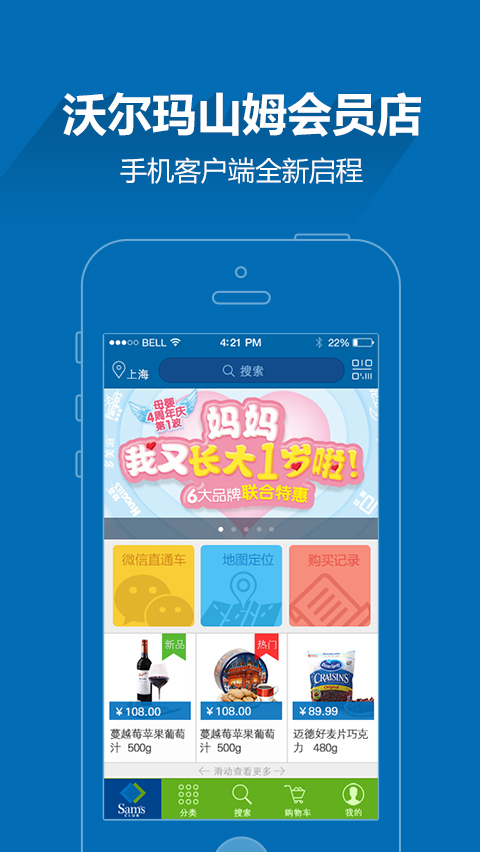 沃尔玛山姆会员店
手机客户端全新启程
BELL 4:21 PM 22%
上海 搜索
母婴
4周年庆
第1波
妈妈
我又长大1岁啦!
6大品牌联合特惠
微信直通车 地图定位 购买记录
新品 热门
Ocean Spray
CRAISINS
¥108.00 ¥108.00 ¥89.99
蔓越莓苹果葡萄
汁 500g
蔓越莓苹果葡萄
汁 500g
迈德好麦片巧克
力 480g
滑动查看更多
Sam's
CLUB
分类 搜索 购物车 我的